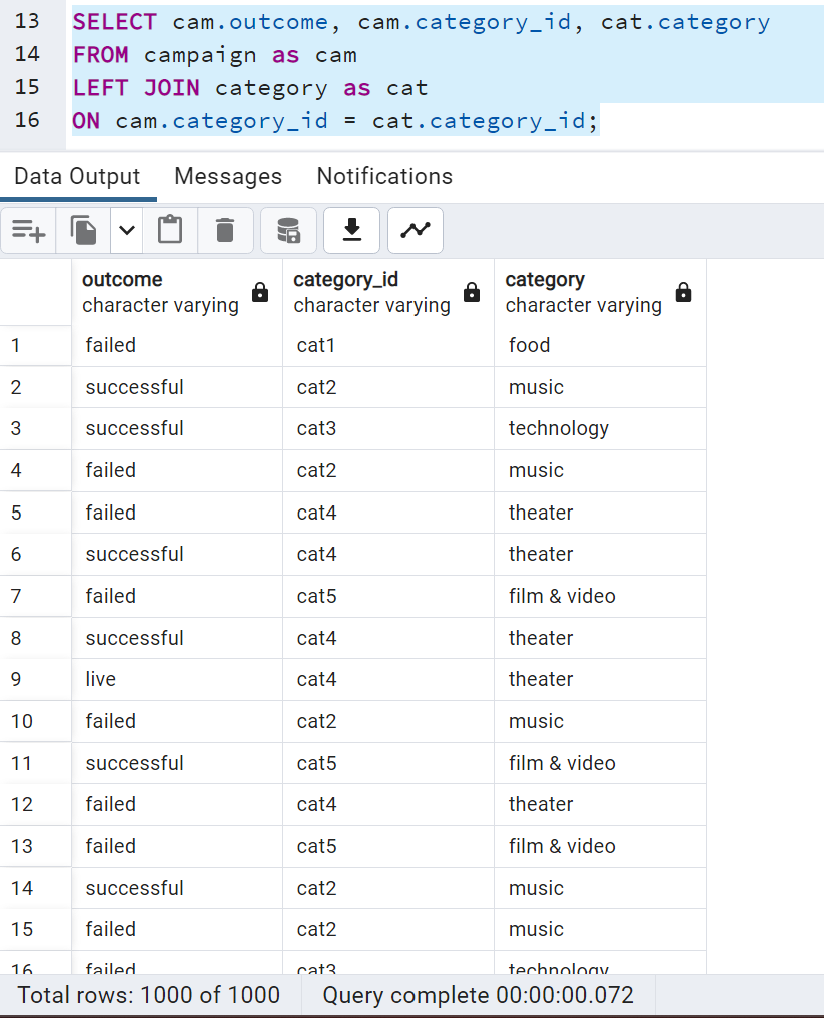 13 SELECT cam.outcome, cam.category_id, cat.category
14 FROM campaign as cam
15 LEFT JOIN category as cat
16 ON cam.category_id = cat.category_id;
Data Output Messages Notifications
outcome category_id category
character varying character varying character varying
1 failed cat1 food
2 successful cat2 music
3 successful cat3 technology
4 failed cat2 music
5 failed cat4 theater
6 successful cat4 theater
7 failed cat5 film & video
8 successful cat4 theater
9 live cat4 theater
10 failed cat2 music
11 successful cat5 film & video
12 failed cat4 theater
13 failed cat5 film & video
14 successful cat2 music
15 failed cat2 music
16 failed cat3 technology
Total rows: 1000 of 1000 Query complete 00:00:00.072